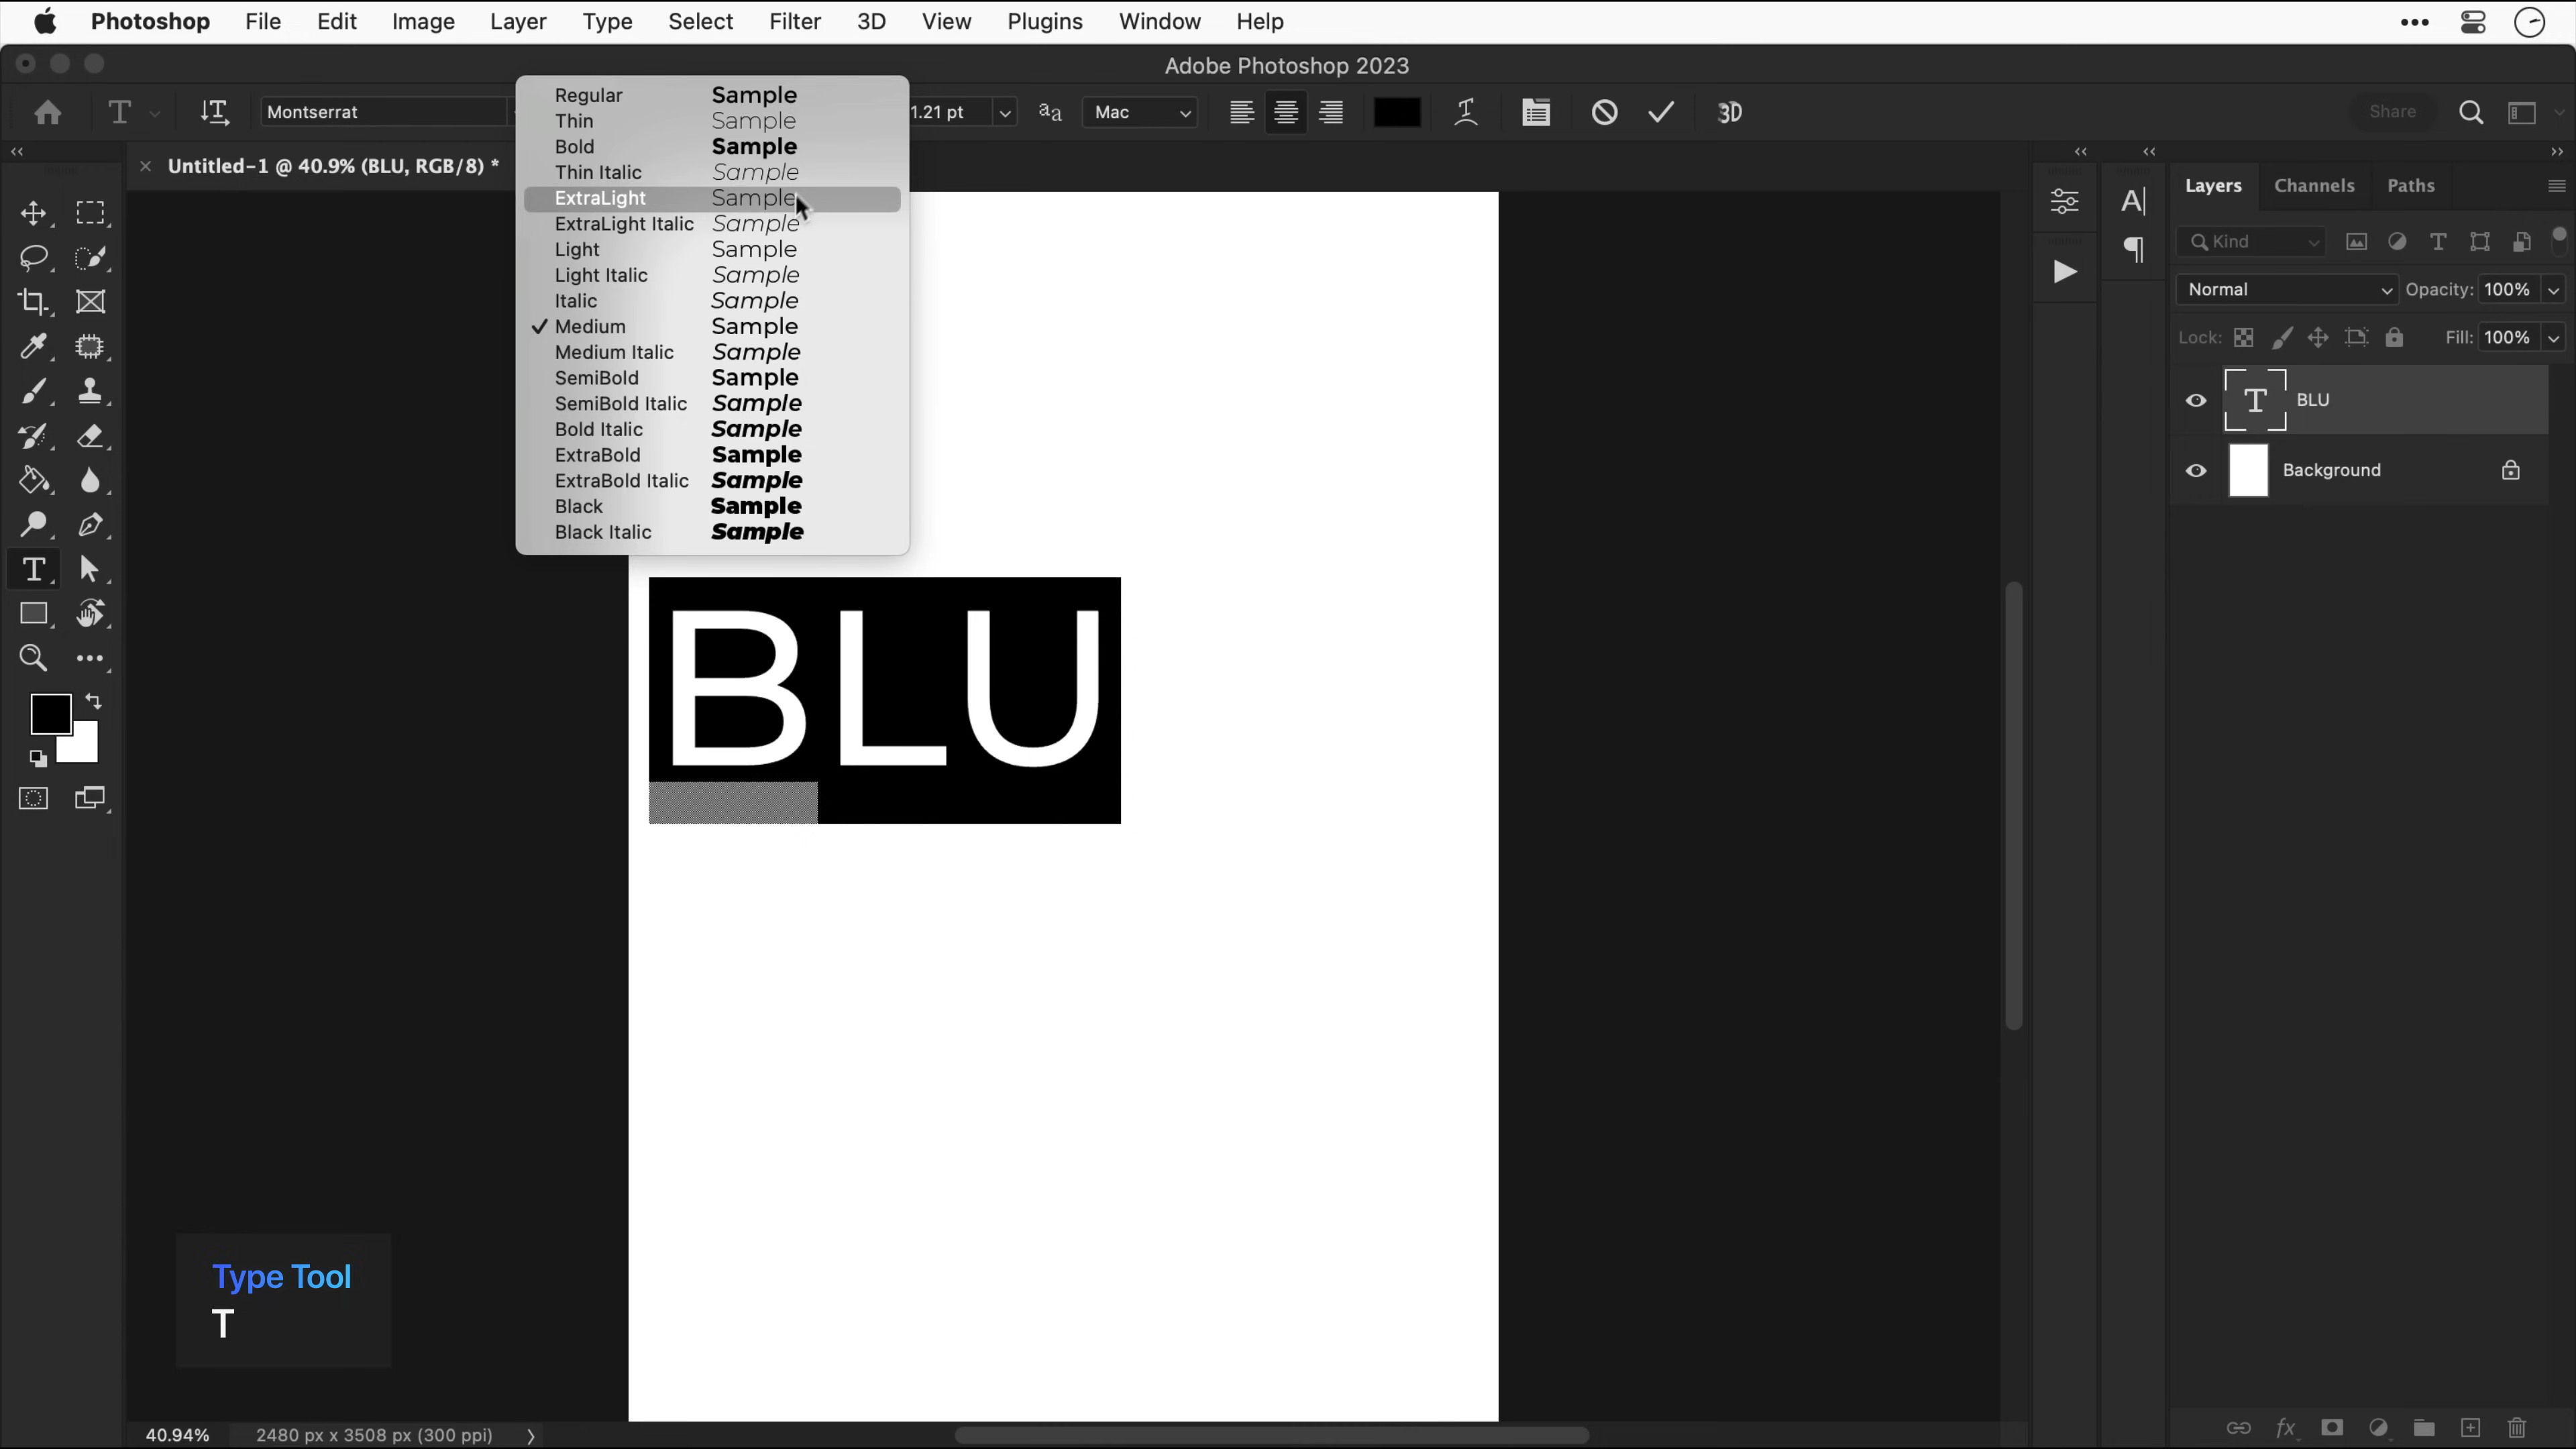 Photoshop File Edit Image Layer Type Select Filter 3D View Plugins Window Help
Adobe Photoshop 2023
Montserrat
1.21 pt
aa
Mac
3D
Share
× Untitled-1 @ 40.9% (BLU, RGB/8) *
Regular Sample
Thin Sample
Bold Sample
Thin Italic Sample
ExtraLight Sample
ExtraLight Italic Sample
Light Sample
Light Italic Sample
Italic Sample
Medium Sample
Medium Italic Sample
SemiBold Sample
SemiBold Italic Sample
Bold Italic Sample
ExtraBold Sample
ExtraBold Italic Sample
Black Sample
Black Italic Sample
BLU
Layers Channels Paths
Kind
Normal Opacity: 100%
Lock: Fill: 100%
BLU
Background
Type Tool
T
40.94% 2480 px x 3508 px (300 ppi)